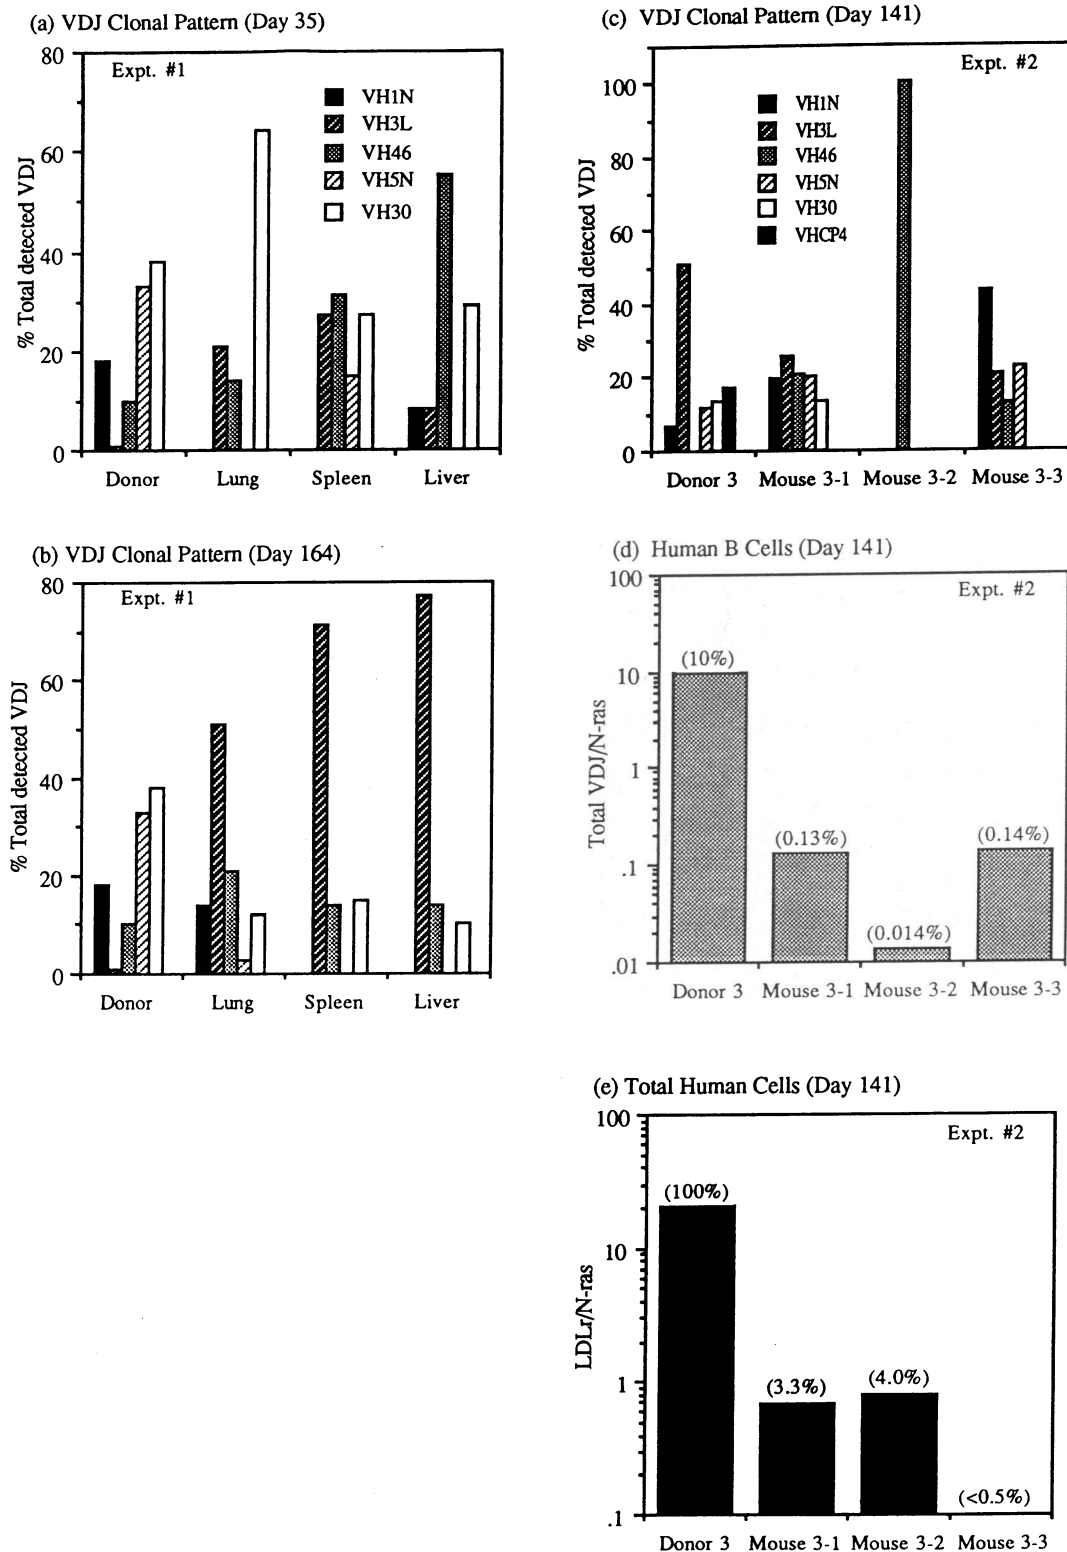 (a) VDJ Clonal Pattern (Day 35)
Expt. #1
% Total detected VDJ
80
60
40
20
0
VH1N
VH3L
VH46
VH5N
VH30
Donor Lung Spleen Liver
(b) VDJ Clonal Pattern (Day 164)
Expt. #1
% Total detected VDJ
80
60
40
20
0
Donor Lung Spleen Liver
(c) VDJ Clonal Pattern (Day 141)
Expt. #2
% Total detected VDJ
100
80
60
40
20
0
VH1N
VH3L
VH46
VH5N
VH30
VHCP4
Donor 3 Mouse 3-1 Mouse 3-2 Mouse 3-3
(d) Human B Cells (Day 141)
Expt. #2
Total VDJ/N-ras
100
10
1
.1
.01
(10%)
(0.13%)
(0.014%)
(0.14%)
Donor 3 Mouse 3-1 Mouse 3-2 Mouse 3-3
(e) Total Human Cells (Day 141)
Expt. #2
LDLr/N-ras
100
10
1
.1
(100%)
(3.3%)
(4.0%)
(<0.5%)
Donor 3 Mouse 3-1 Mouse 3-2 Mouse 3-3